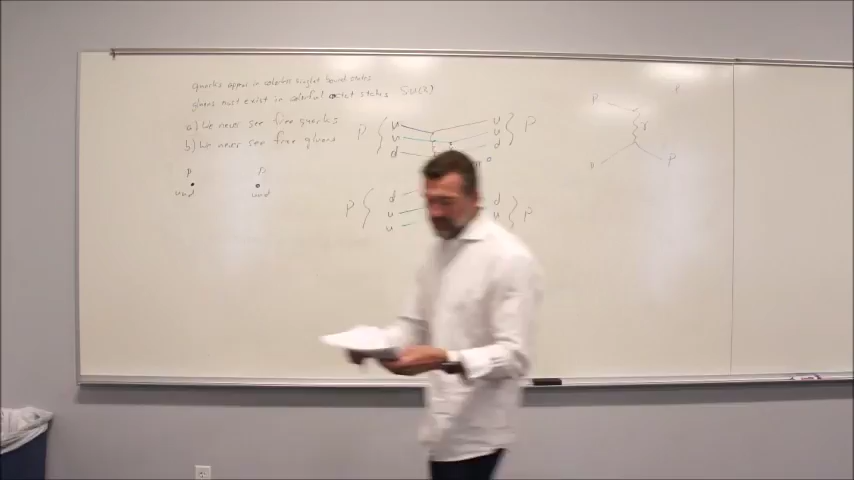 quarks appear in colorless singlet bound states
gluons must exist in colorful octet states SU(2)
a) We never see free quarks
b) We never see free gluons
P P
uud uud
P { u u } P
u u
d d
P { d d } P
u u
u
P P
γ
P